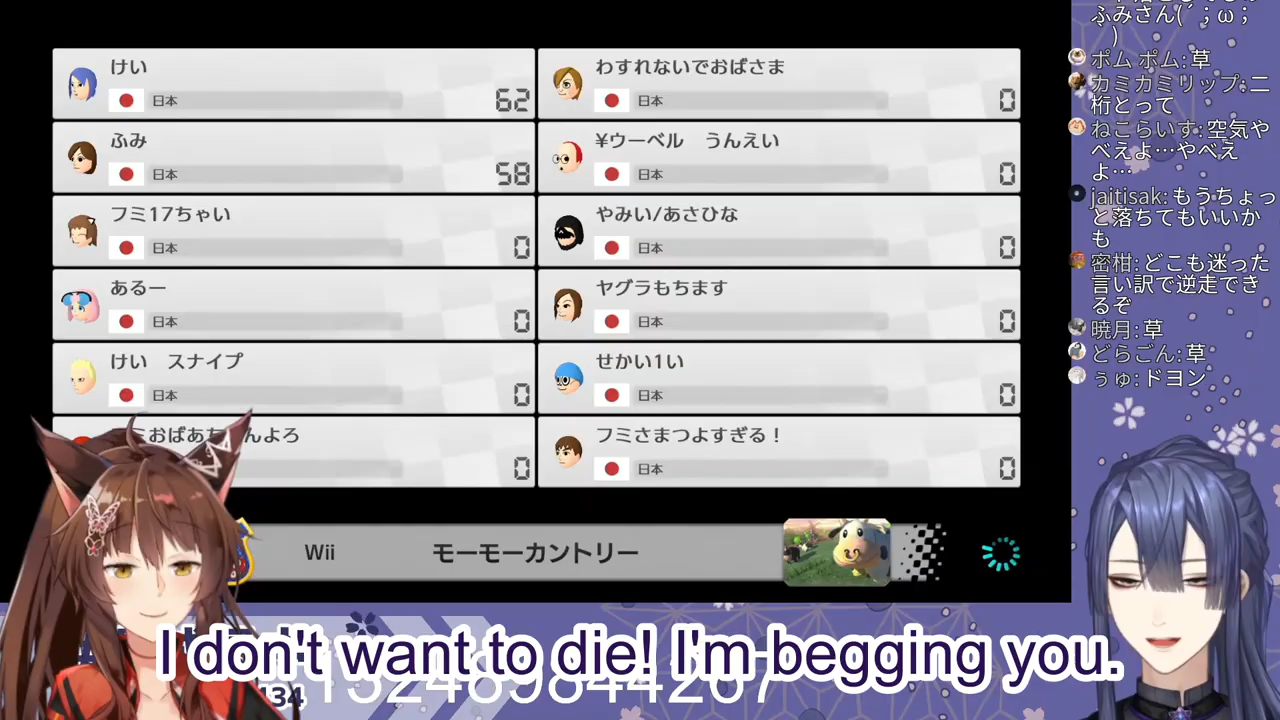 けい
日本
62
わすれないでおばさま
日本
0
ふみ
日本
58
¥ウーベル　うんえい
日本
0
フミ17ちゃい
日本
0
やみい/あさひな
日本
0
あるー
日本
0
ヤグラもちます
日本
0
けい　スナイプ
日本
0
せかい1い
日本
0
んよろ
0
フミさまつよすぎる！
日本
0
Wii
モーモーカントリー
ふみさん(´；ω；
｀)
ポム ポム: 草
カミカミリップ: 二
桁とって
ねこらいす: 空気や
べえよ…やべえ
よ…
jaitisak: もうちょっ
と落ちてもいいか
も
密柑: どこも迷った
言い訳で逆走でき
るぞ
暁月: 草
どらごん: 草
ぅゅ: ドヨン
I don't want to die! I'm begging you.